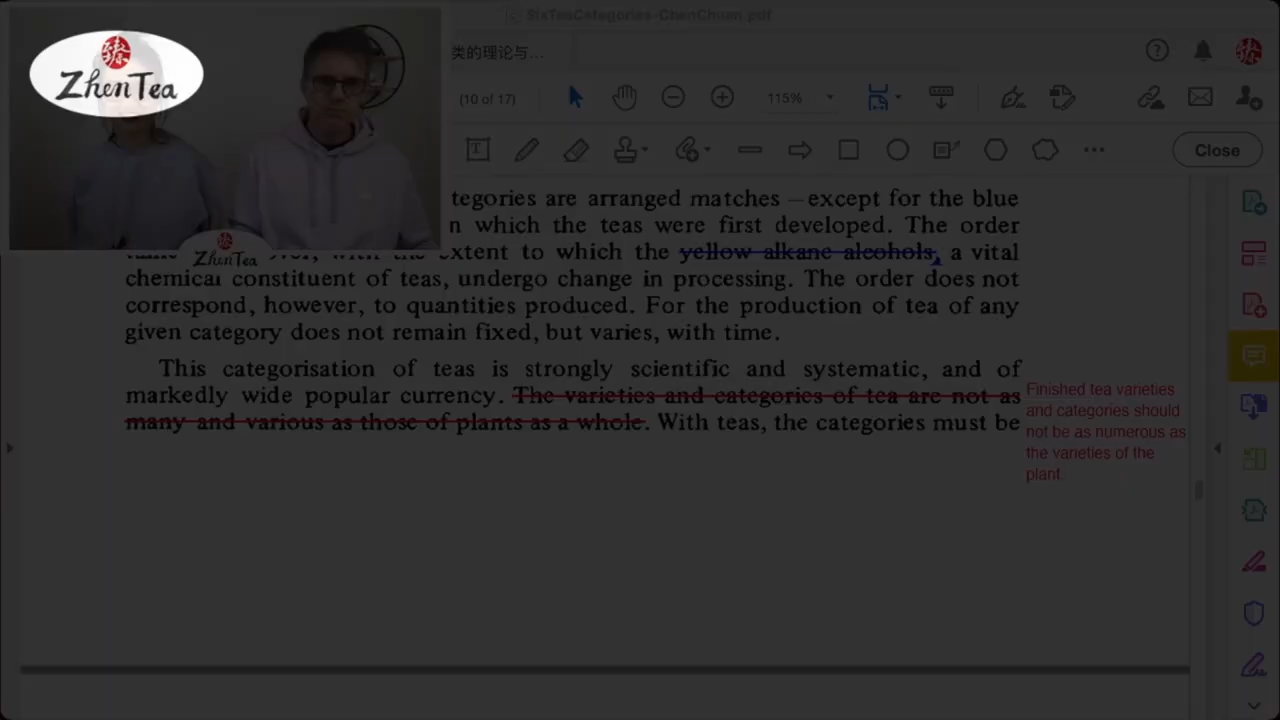 SixTeaCategories-ChenChuan.pdf
ZhenTea
类的理论与...
(10 of 17)
115%
Close
tegories are arranged matches – except for the blue
n which the teas were first developed. The order
extent to which the yellow alkane alcohols, a vital
ZhenTea
chemical constituent of teas, undergo change in processing. The order does not
correspond, however, to quantities produced. For the production of tea of any
given category does not remain fixed, but varies, with time.
This categorisation of teas is strongly scientific and systematic, and of
markedly wide popular currency. The varieties and categories of tea are not as
many and various as those of plants as a whole. With teas, the categories must be
Finished tea varieties
and categories should
not be as numerous as
the varieties of the
plant.